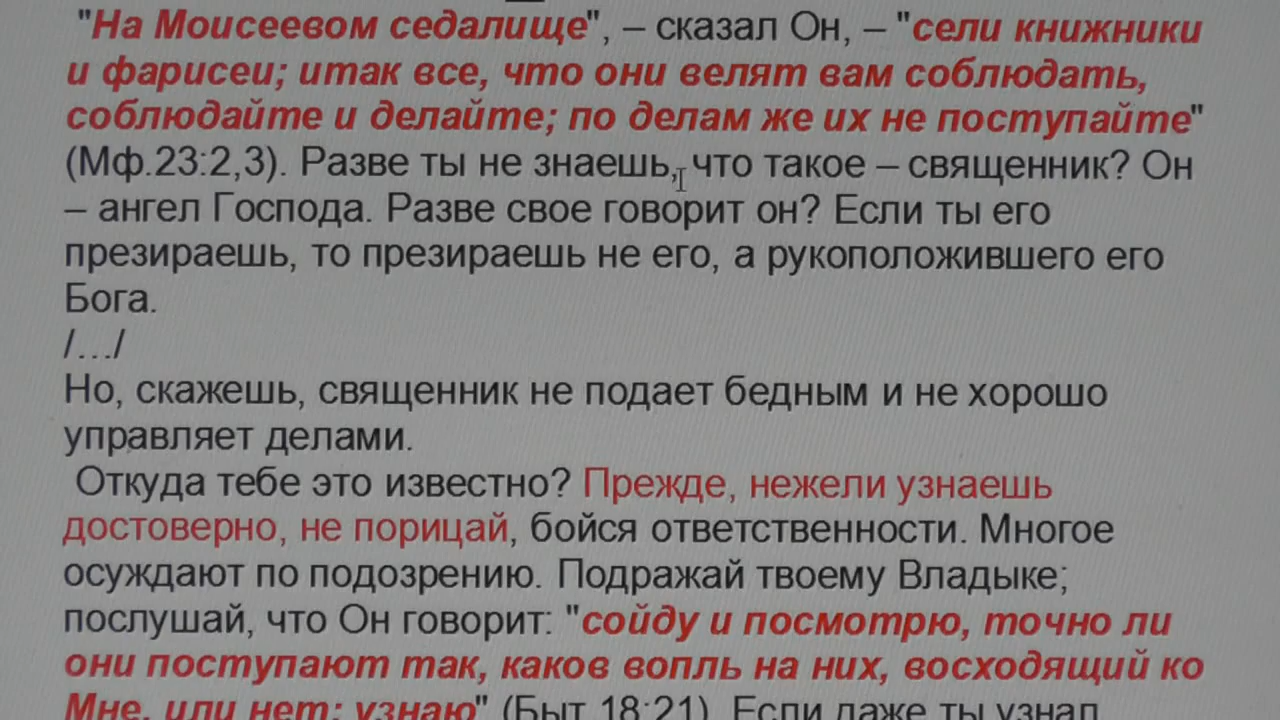 "На Моисеевом седалище", – сказал Он, – "сели книжники
и фарисеи; итак все, что они велят вам соблюдать,
соблюдайте и делайте; по делам же их не поступайте"
(Мф.23:2,3). Разве ты не знаешь, что такое – священник? Он
– ангел Господа. Разве свое говорит он? Если ты его
презираешь, то презираешь не его, а рукоположившего его
Бога.
/…/
Но, скажешь, священник не подает бедным и не хорошо
управляет делами.
Откуда тебе это известно? Прежде, нежели узнаешь
достоверно, не порицай, бойся ответственности. Многое
осуждают по подозрению. Подражай твоему Владыке;
послушай, что Он говорит: "сойду и посмотрю, точно ли
они поступают так, каков вопль на них, восходящий ко
Мне, или нет; узнаю" (Быт.18:21). Если даже ты узнал